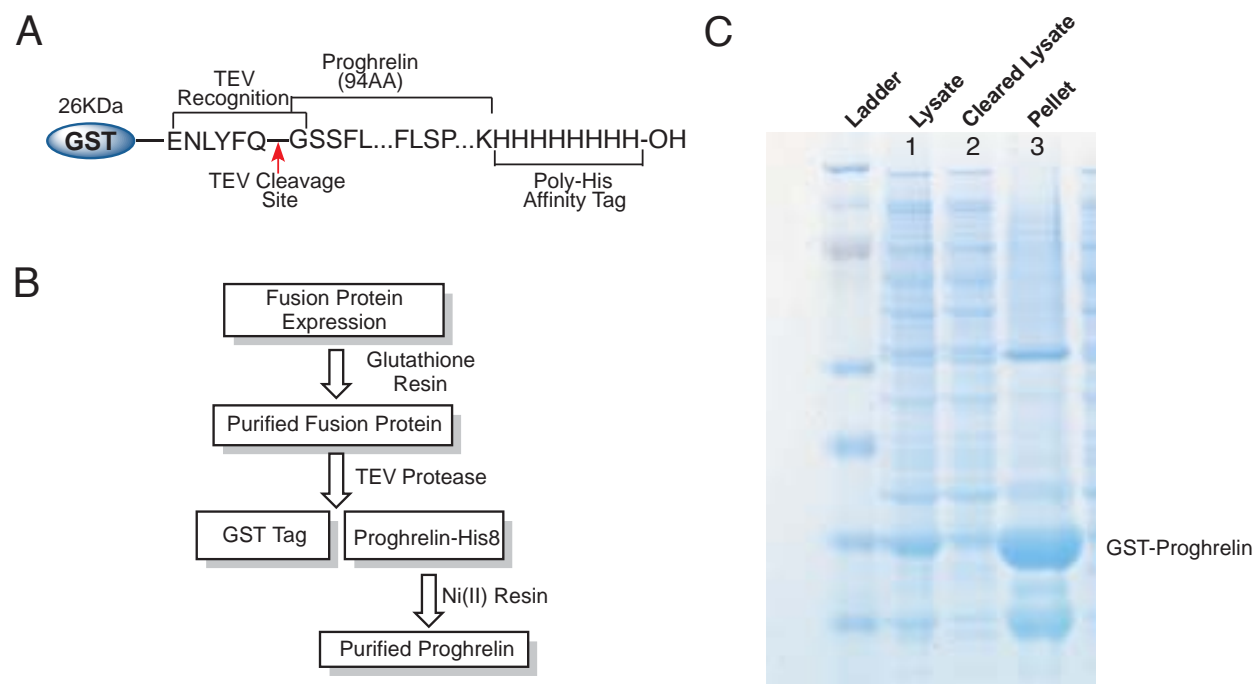 A
26KDa
GST
TEV
Recognition
Proghrelin
(94AA)
ENLYFQ GSSFL...FLSP...KHHHHHHHH-OH
TEV Cleavage
Site
Poly-His
Affinity Tag
B
Fusion Protein
Expression
Glutathione
Resin
Purified Fusion Protein
TEV Protease
GST Tag
Proghrelin-His8
Ni(II) Resin
Purified Proghrelin
C
Ladder
Lysate
Cleared Lysate
Pellet
1
2
3
GST-Proghrelin